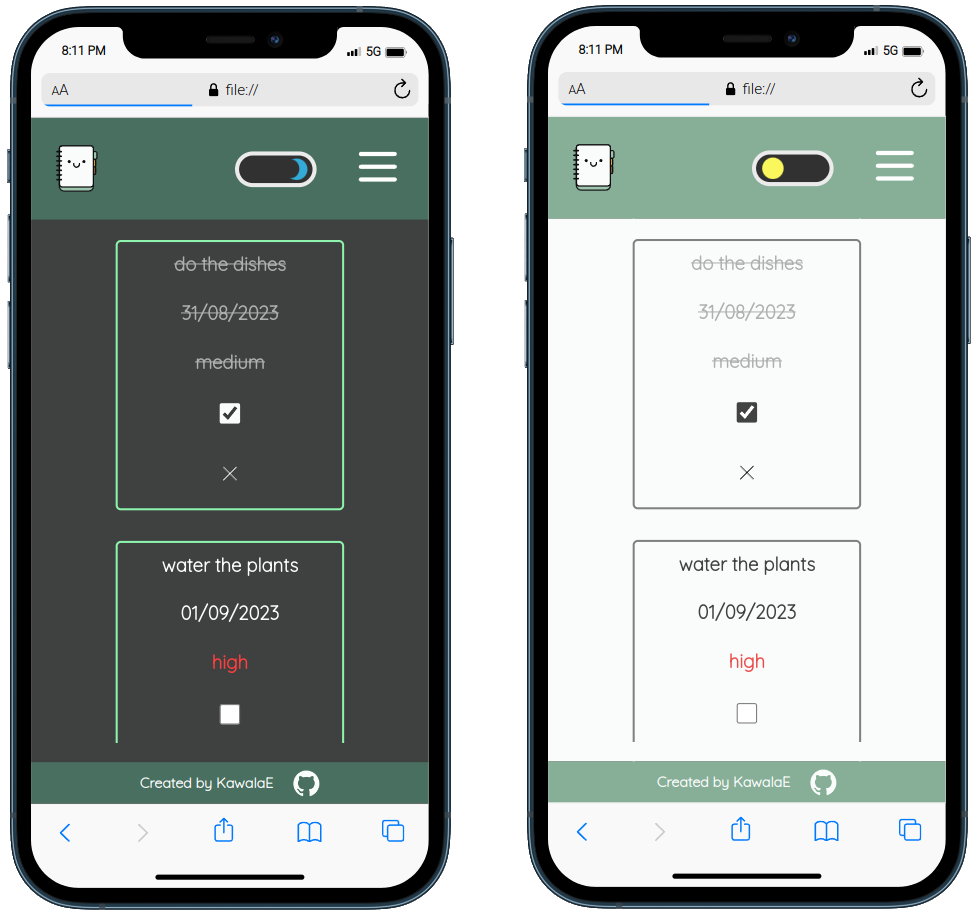 8:11 PM 5G
AA file://
do the dishes
31/08/2023
medium
water the plants
01/09/2023
high
Created by KawalaE
8:11 PM 5G
AA file://
do the dishes
31/08/2023
medium
water the plants
01/09/2023
high
Created by KawalaE